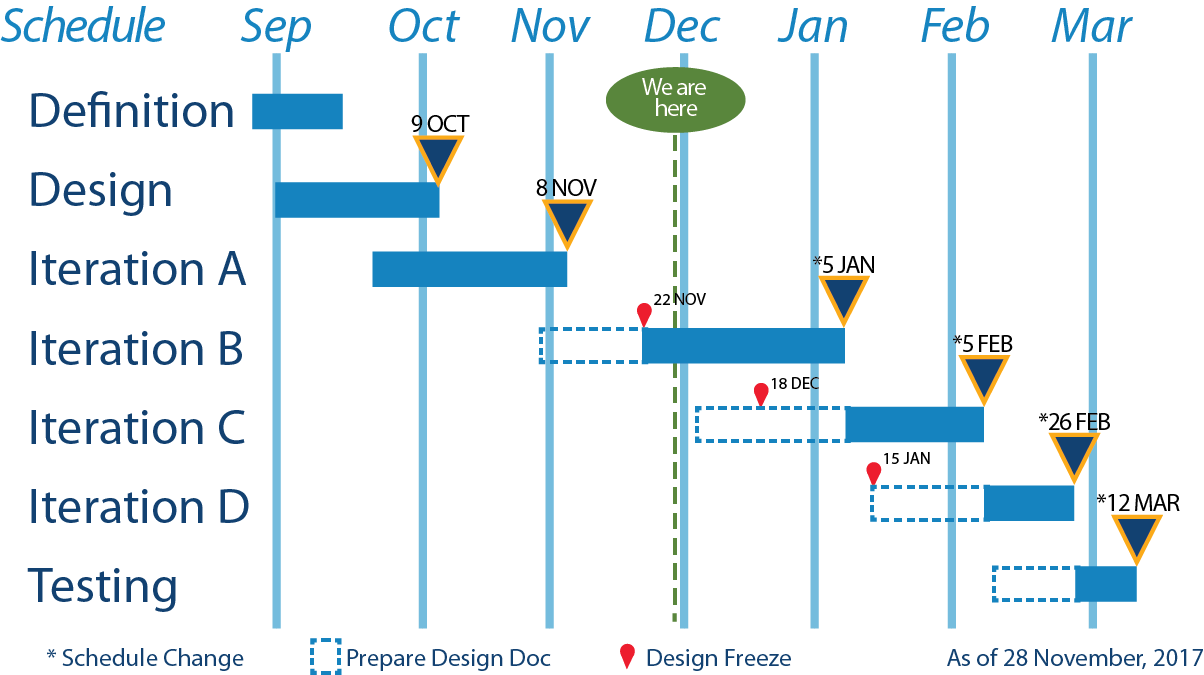 Schedule Sep Oct Nov Dec Jan Feb Mar
We are
here
Definition
9 OCT
Design
8 NOV
Iteration A
*5 JAN
22 NOV
Iteration B
*5 FEB
18 DEC
Iteration C
*26 FEB
15 JAN
Iteration D
*12 MAR
Testing
* Schedule Change Prepare Design Doc Design Freeze As of 28 November, 2017